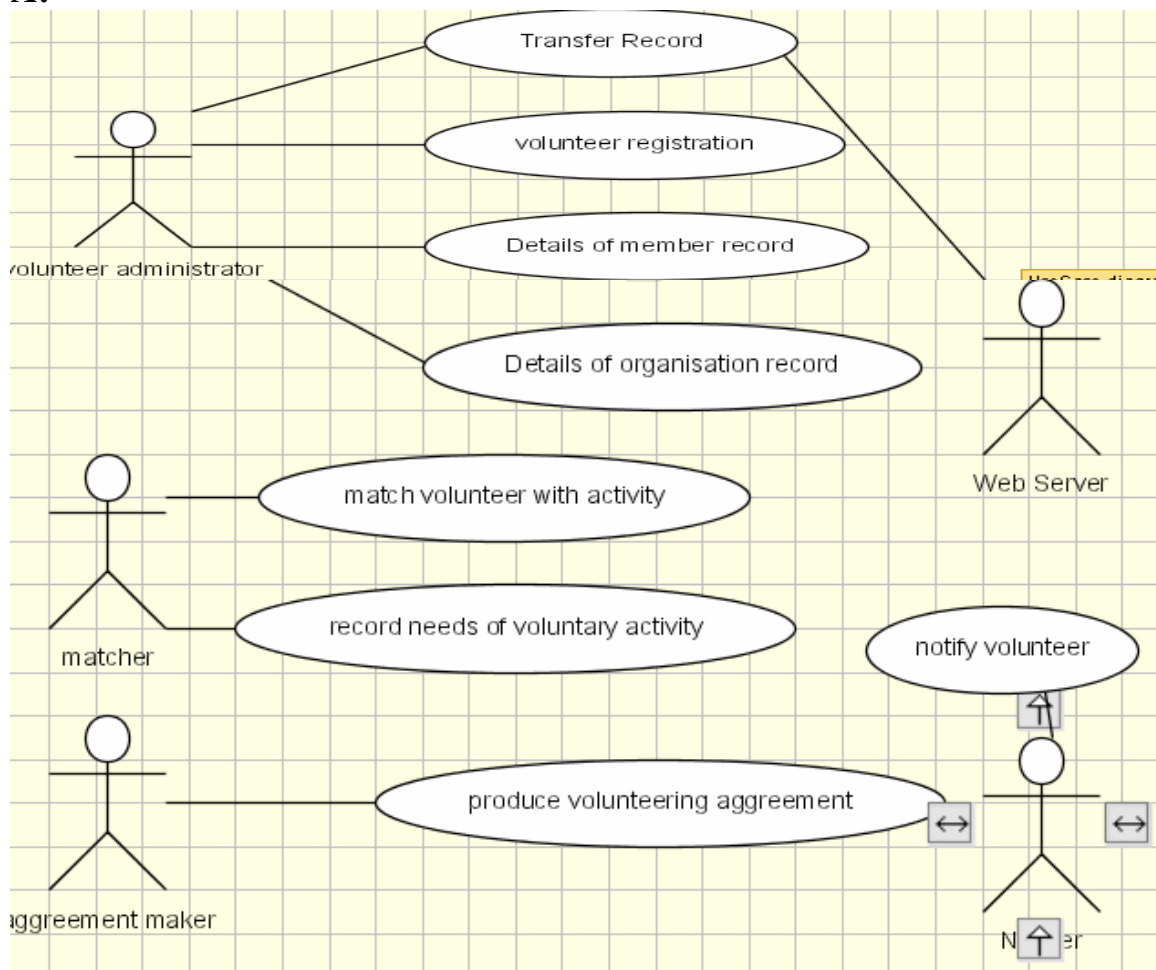 Transfer Record
volunteer registration
Details of member record
volunteer administrator
Details of organisation record
Web Server
match volunteer with activity
record needs of voluntary activity
matcher
notify volunteer
produce volunteering aggreement
aggreement maker